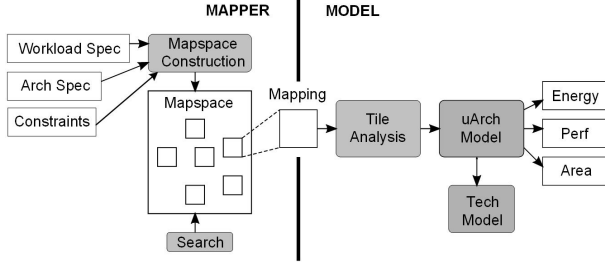 MAPPER
MODEL
Workload Spec
Arch Spec
Constraints
Mapspace
Construction
Mapspace
Search
Mapping
Tile
Analysis
uArch
Model
Tech
Model
Energy
Perf
Area